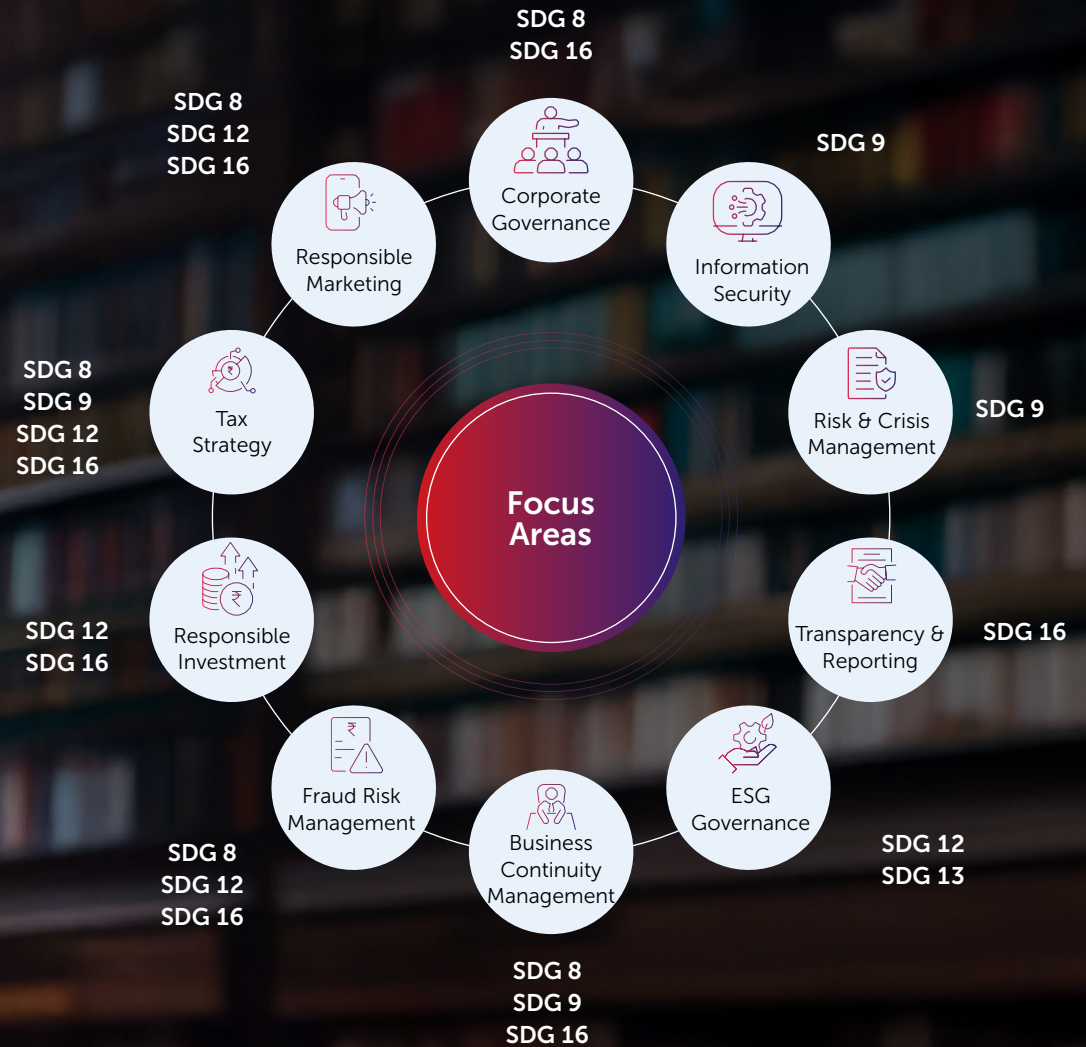 SDG 8
SDG 16
Corporate
Governance
SDG 9
Information
Security
Risk & Crisis
Management
SDG 9
Transparency &
Reporting
SDG 16
ESG
Governance
SDG 12
SDG 13
Business
Continuity
Management
SDG 8
SDG 9
SDG 16
Fraud Risk
Management
SDG 8
SDG 12
SDG 16
Responsible
Investment
SDG 12
SDG 16
Tax
Strategy
SDG 8
SDG 9
SDG 12
SDG 16
Responsible
Marketing
SDG 8
SDG 12
SDG 16
Focus
Areas
₹
₹
₹